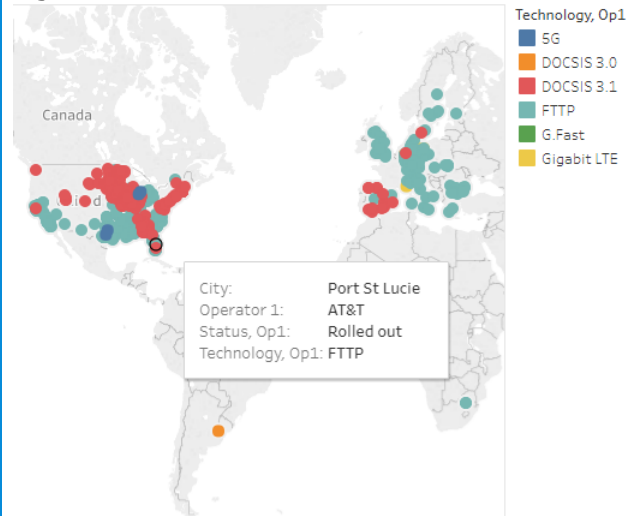 Technology, Op1
5G
DOCSIS 3.0
DOCSIS 3.1
FTTP
G.Fast
Gigabit LTE
Canada
United
City: Port St Lucie
Operator 1: AT&T
Status, Op1: Rolled out
Technology, Op1: FTTP